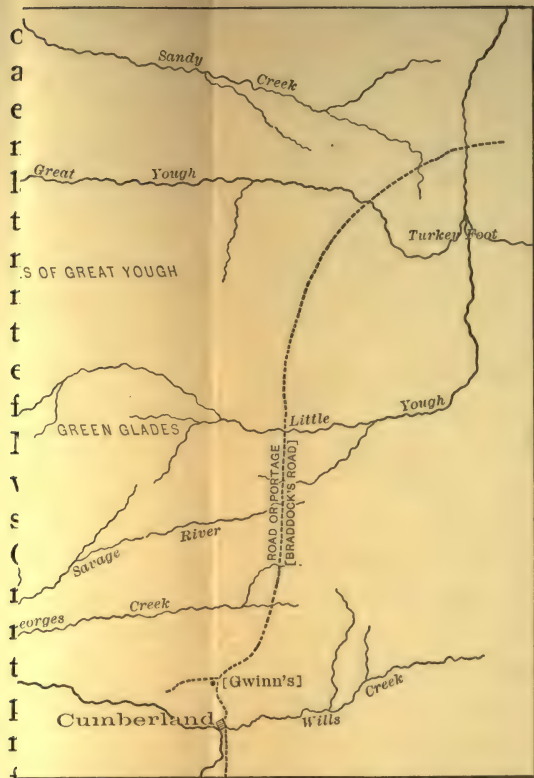 Sandy Creek
Great Yough
Turkey Foot
S OF GREAT YOUGH
Little Yough
GREEN GLADES
ROAD OR PORTAGE
[BRADDOCK'S ROAD]
Savage River
eorges Creek
[Gwinn's]
Cumberland
Wills Creek